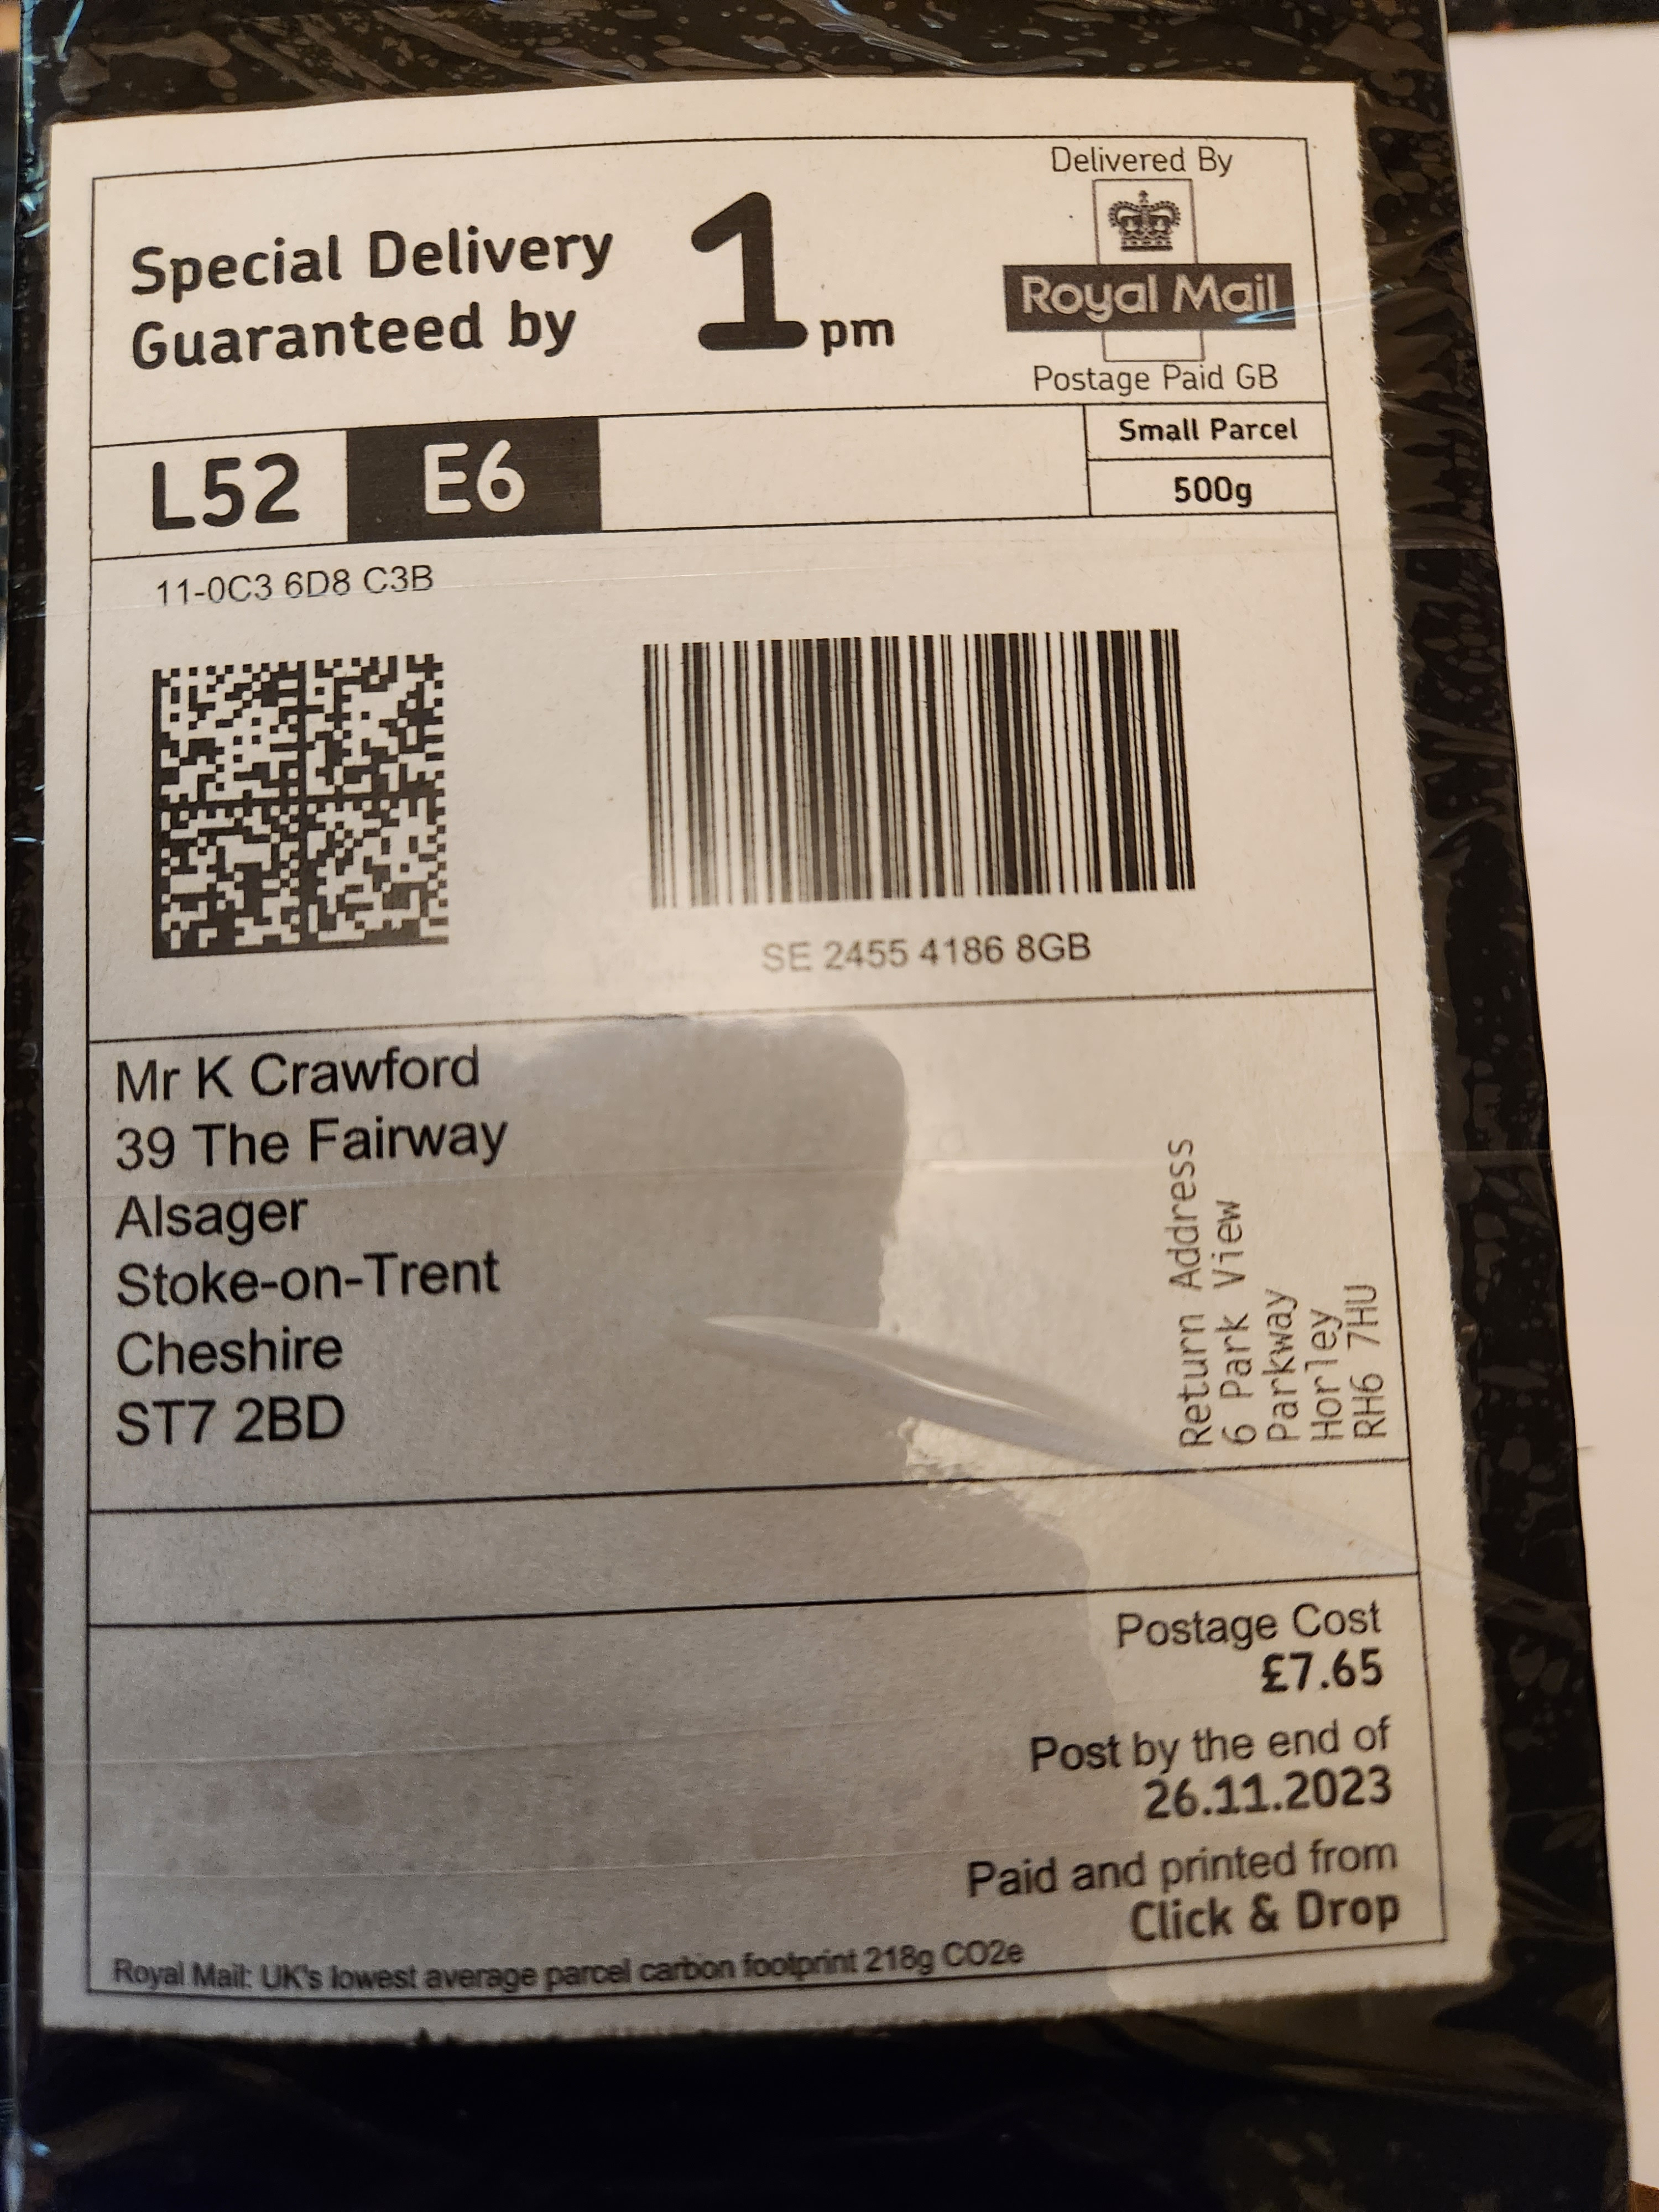 Delivered By
Special Delivery
Guaranteed by
1pm
Royal Mail
Postage Paid GB
L52 E6
Small Parcel
500g
11-0C3 6D8 C3B
SE 2455 4186 8GB
Mr K Crawford
39 The Fairway
Alsager
Stoke-on-Trent
Cheshire
ST7 2BD
Return Address
6 Park View
Parkway
Horley
RH6 7HU
Postage Cost
£7.65
Post by the end of
26.11.2023
Paid and printed from
Click & Drop
Royal Mail: UK's lowest average parcel carbon footprint 218g CO2e